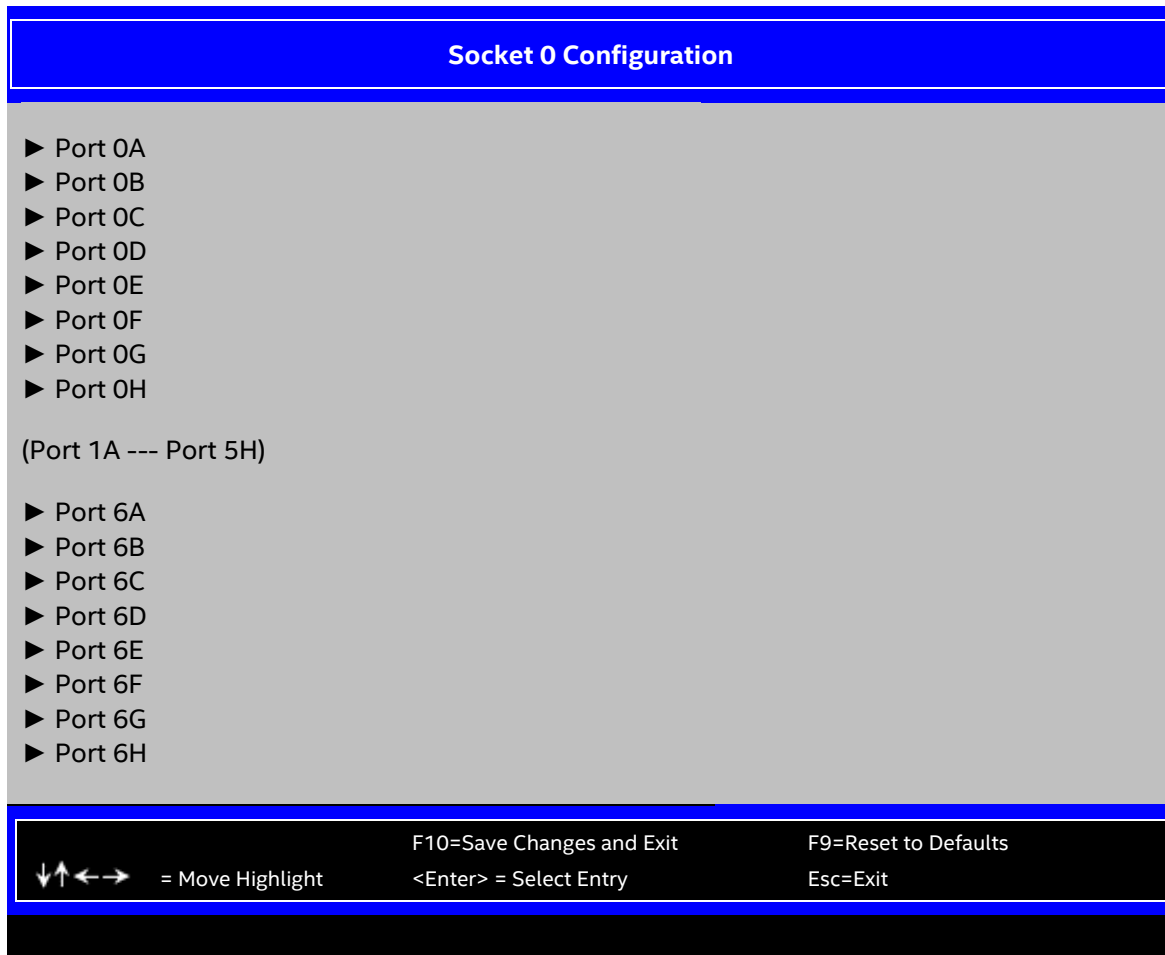 Socket 0 Configuration
► Port 0A
► Port 0B
► Port 0C
► Port 0D
► Port 0E
► Port 0F
► Port 0G
► Port 0H
(Port 1A --- Port 5H)
► Port 6A
► Port 6B
► Port 6C
► Port 6D
► Port 6E
► Port 6F
► Port 6G
► Port 6H
F10=Save Changes and Exit F9=Reset to Defaults
↓↑←→ = Move Highlight <Enter> = Select Entry Esc=Exit